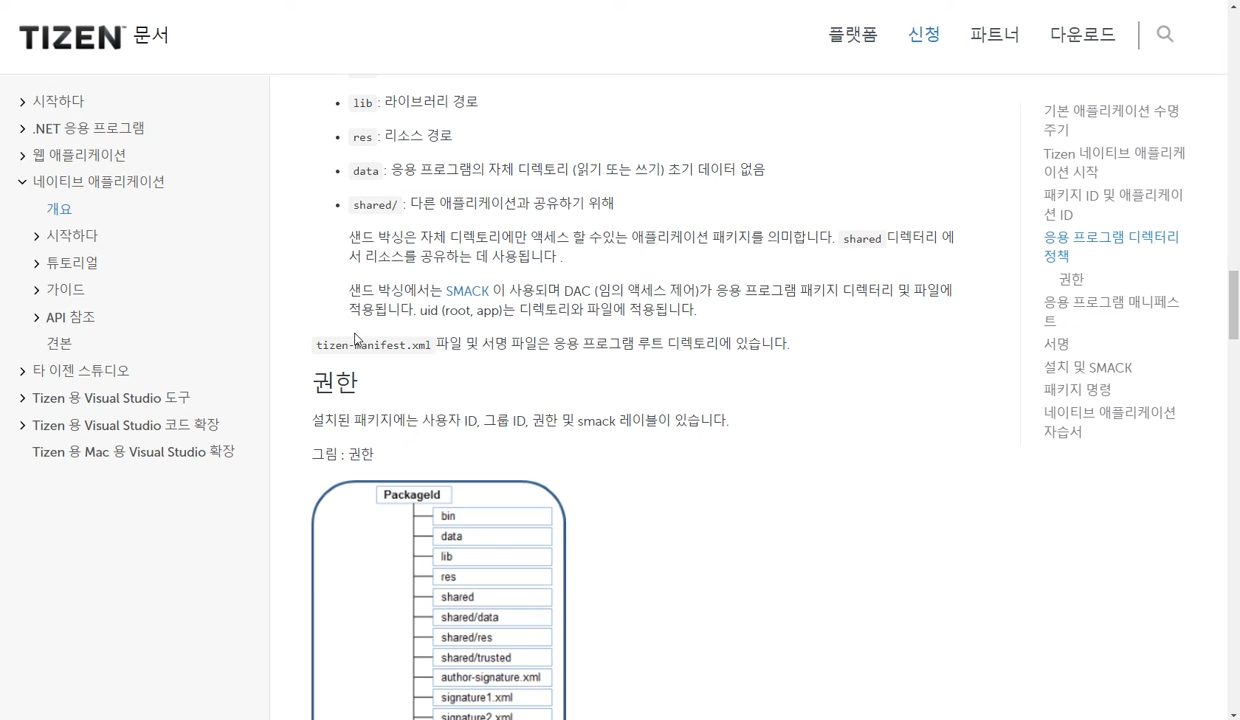 TIZEN™ 문서
플랫폼
신청
파트너
다운로드
시작하다
.NET 응용 프로그램
웹 애플리케이션
네이티브 애플리케이션
개요
시작하다
튜토리얼
가이드
API 참조
견본
타 이젠 스튜디오
Tizen 용 Visual Studio 도구
Tizen 용 Visual Studio 코드 확장
Tizen 용 Mac 용 Visual Studio 확장
lib : 라이브러리 경로
res : 리소스 경로
data : 응용 프로그램의 자체 디렉토리 (읽기 또는 쓰기) 초기 데이터 없음
shared/ : 다른 애플리케이션과 공유하기 위해
샌드 박싱은 자체 디렉토리에만 액세스 할 수있는 애플리케이션 패키지를 의미합니다. shared 디렉터리 에
서 리소스를 공유하는 데 사용됩니다 .
샌드 박싱에서는 SMACK 이 사용되며 DAC (임의 액세스 제어)가 응용 프로그램 패키지 디렉터리 및 파일에
적용됩니다. uid (root, app)는 디렉토리와 파일에 적용됩니다.
tizen-manifest.xml 파일 및 서명 파일은 응용 프로그램 루트 디렉토리에 있습니다.
권한
설치된 패키지에는 사용자 ID, 그룹 ID, 권한 및 smack 레이블이 있습니다.
그림 : 권한
PackageId
bin
data
lib
res
shared
shared/data
shared/res
shared/trusted
author-signature.xml
signature1.xml
signature2.xml
기본 애플리케이션 수명
주기
Tizen 네이티브 애플리케
이션 시작
패키지 ID 및 애플리케이
션 ID
응용 프로그램 디렉터리
정책
권한
응용 프로그램 매니페스
트
서명
설치 및 SMACK
패키지 명령
네이티브 애플리케이션
자습서